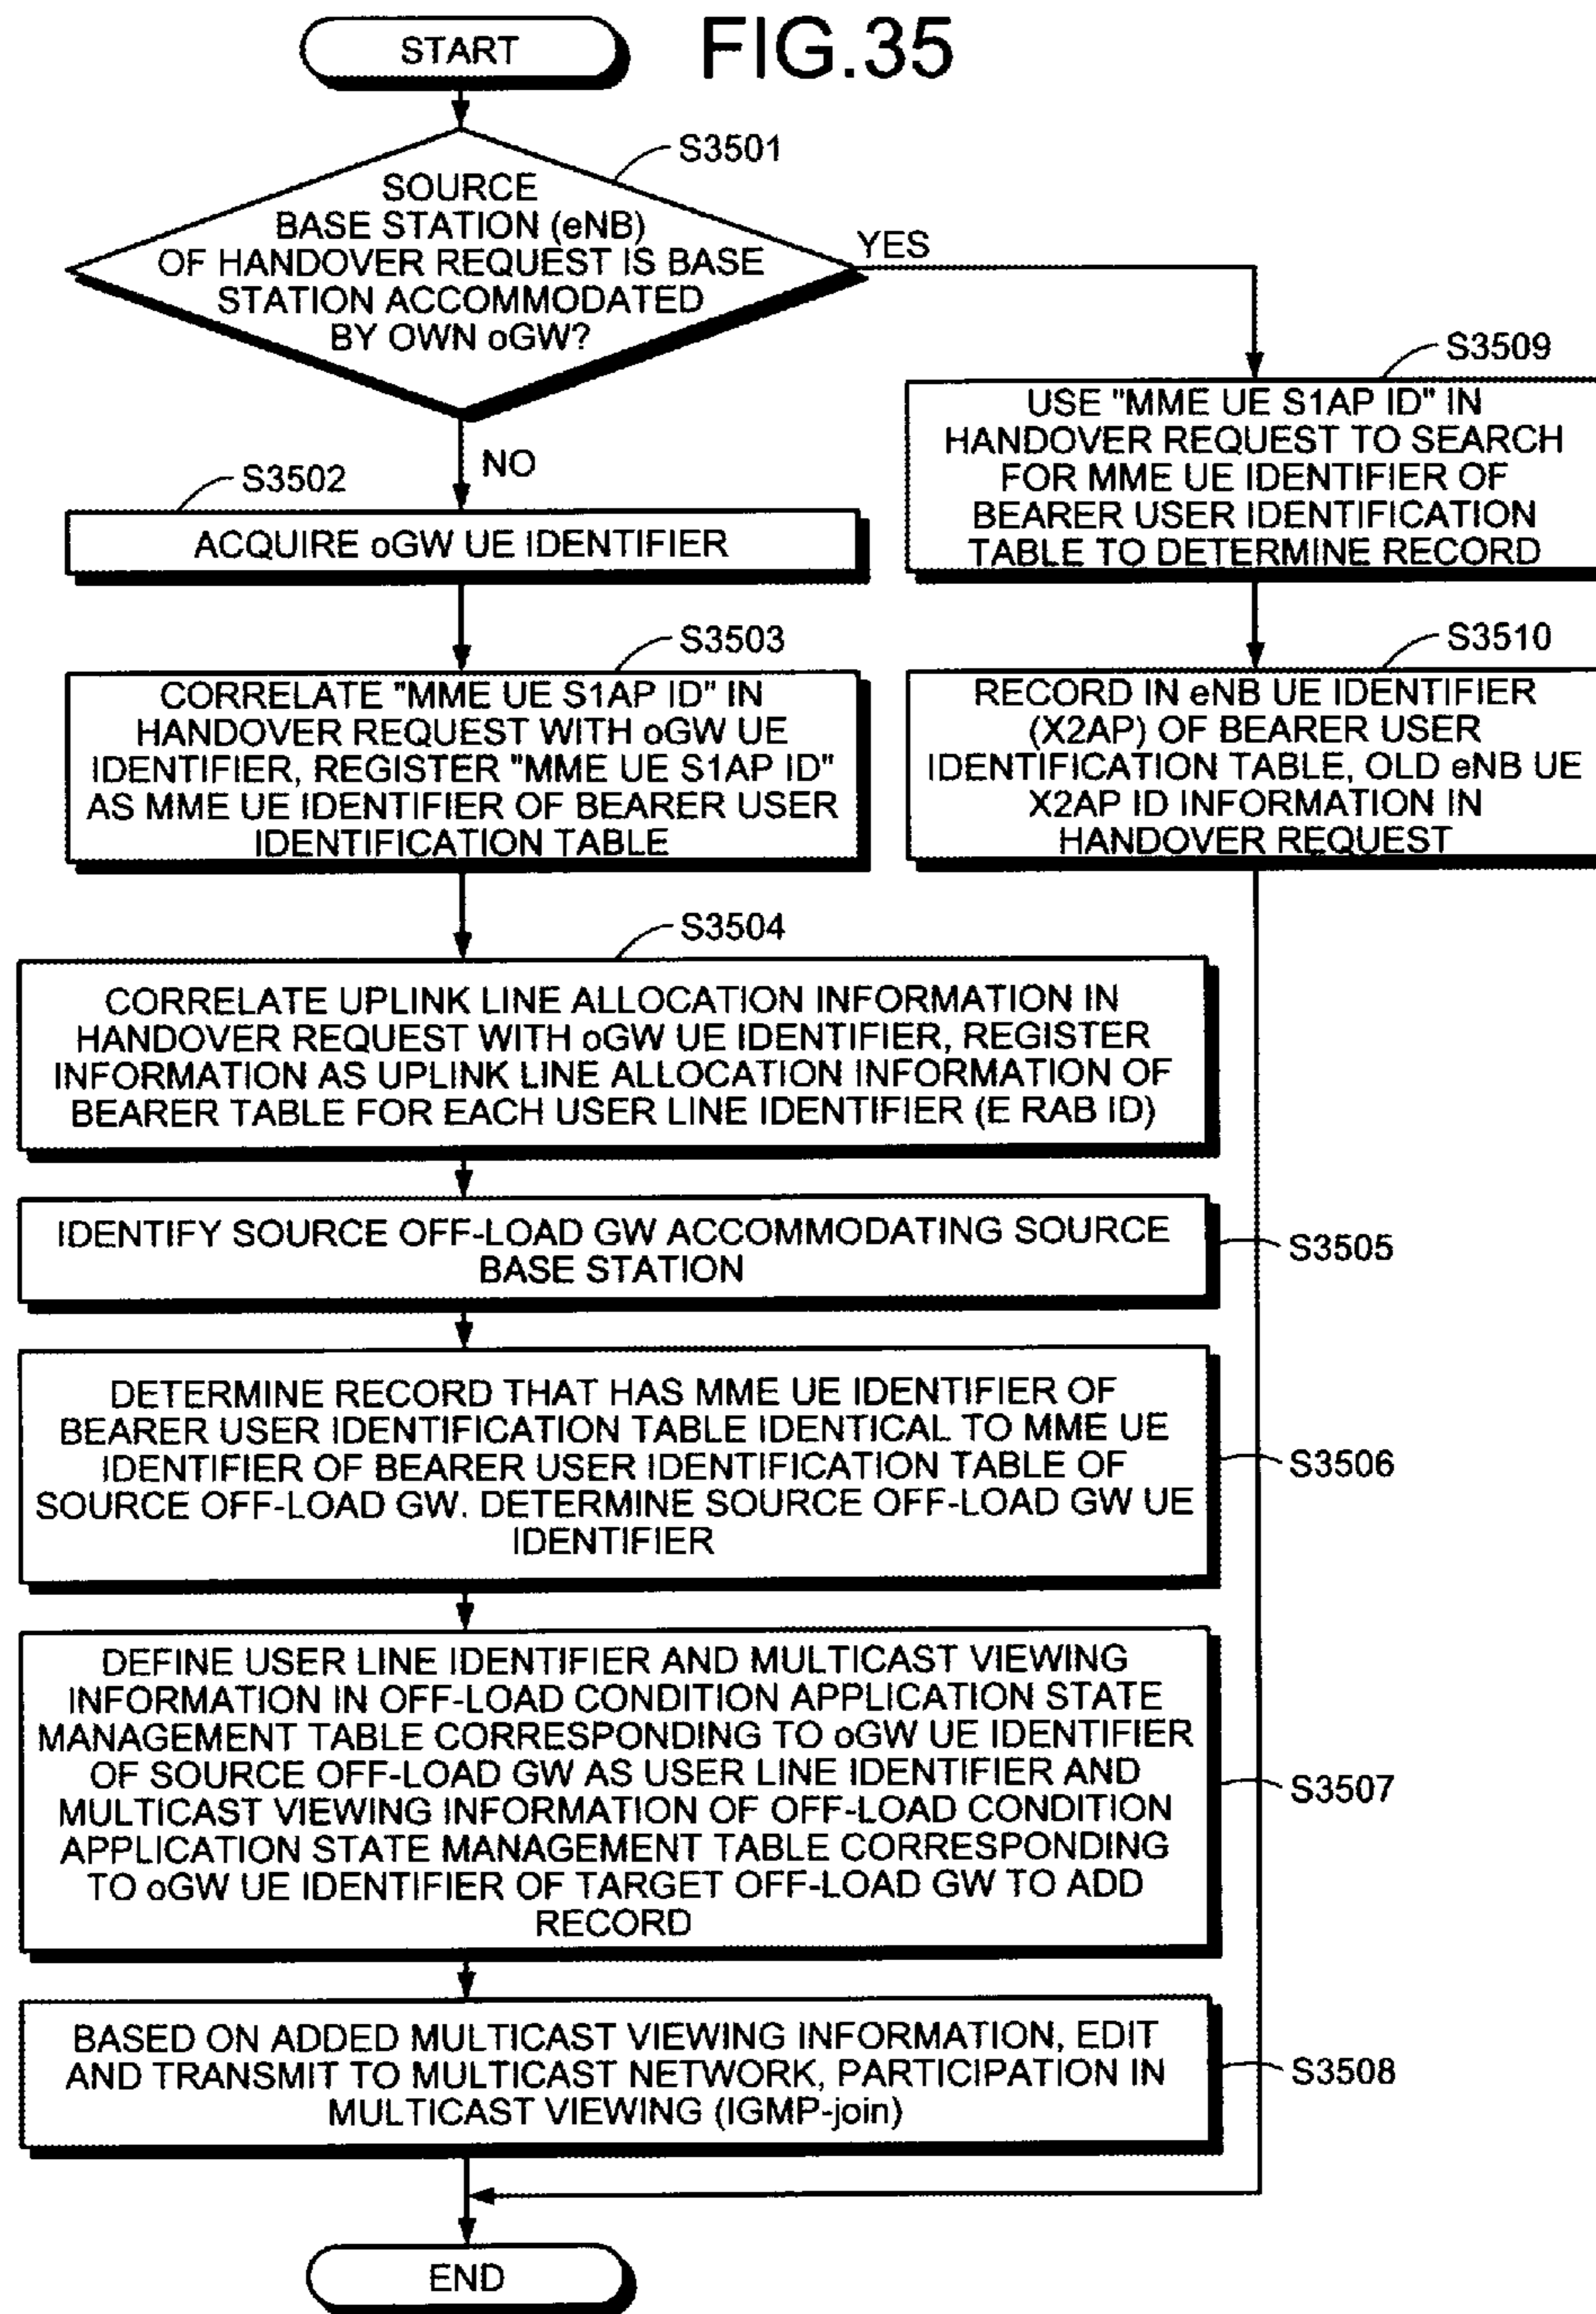 FIG.35
START
S3501
SOURCE
BASE STATION (eNB)
OF HANDOVER REQUEST IS BASE
STATION ACCOMMODATED
BY OWN oGW?
YES
NO
S3502
ACQUIRE oGW UE IDENTIFIER
S3503
CORRELATE "MME UE S1AP ID" IN
HANDOVER REQUEST WITH oGW UE
IDENTIFIER, REGISTER "MME UE S1AP ID"
AS MME UE IDENTIFIER OF BEARER USER
IDENTIFICATION TABLE
S3509
USE "MME UE S1AP ID" IN
HANDOVER REQUEST TO SEARCH
FOR MME UE IDENTIFIER OF
BEARER USER IDENTIFICATION
TABLE TO DETERMINE RECORD
S3510
RECORD IN eNB UE IDENTIFIER
(X2AP) OF BEARER USER
IDENTIFICATION TABLE, OLD eNB UE
X2AP ID INFORMATION IN
HANDOVER REQUEST
S3504
CORRELATE UPLINK LINE ALLOCATION INFORMATION IN
HANDOVER REQUEST WITH oGW UE IDENTIFIER, REGISTER
INFORMATION AS UPLINK LINE ALLOCATION INFORMATION OF
BEARER TABLE FOR EACH USER LINE IDENTIFIER (E RAB ID)
IDENTIFY SOURCE OFF-LOAD GW ACCOMMODATING SOURCE
BASE STATION
S3505
DETERMINE RECORD THAT HAS MME UE IDENTIFIER OF
BEARER USER IDENTIFICATION TABLE IDENTICAL TO MME UE
IDENTIFIER OF BEARER USER IDENTIFICATION TABLE OF
SOURCE OFF-LOAD GW. DETERMINE SOURCE OFF-LOAD GW UE
IDENTIFIER
S3506
DEFINE USER LINE IDENTIFIER AND MULTICAST VIEWING
INFORMATION IN OFF-LOAD CONDITION APPLICATION STATE
MANAGEMENT TABLE CORRESPONDING TO oGW UE IDENTIFIER
OF SOURCE OFF-LOAD GW AS USER LINE IDENTIFIER AND
MULTICAST VIEWING INFORMATION OF OFF-LOAD CONDITION
APPLICATION STATE MANAGEMENT TABLE CORRESPONDING
TO oGW UE IDENTIFIER OF TARGET OFF-LOAD GW TO ADD
RECORD
S3507
BASED ON ADDED MULTICAST VIEWING INFORMATION, EDIT
AND TRANSMIT TO MULTICAST NETWORK, PARTICIPATION IN
MULTICAST VIEWING (IGMP-join)
S3508
END